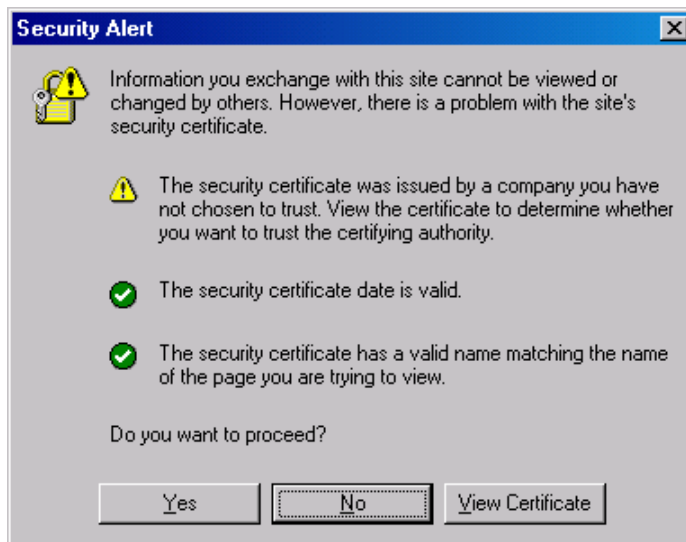 Security Alert
Information you exchange with this site cannot be viewed or
changed by others. However, there is a problem with the site's
security certificate.
The security certificate was issued by a company you have
not chosen to trust. View the certificate to determine whether
you want to trust the certifying authority.
The security certificate date is valid.
The security certificate has a valid name matching the name
of the page you are trying to view.
Do you want to proceed?
Yes No View Certificate